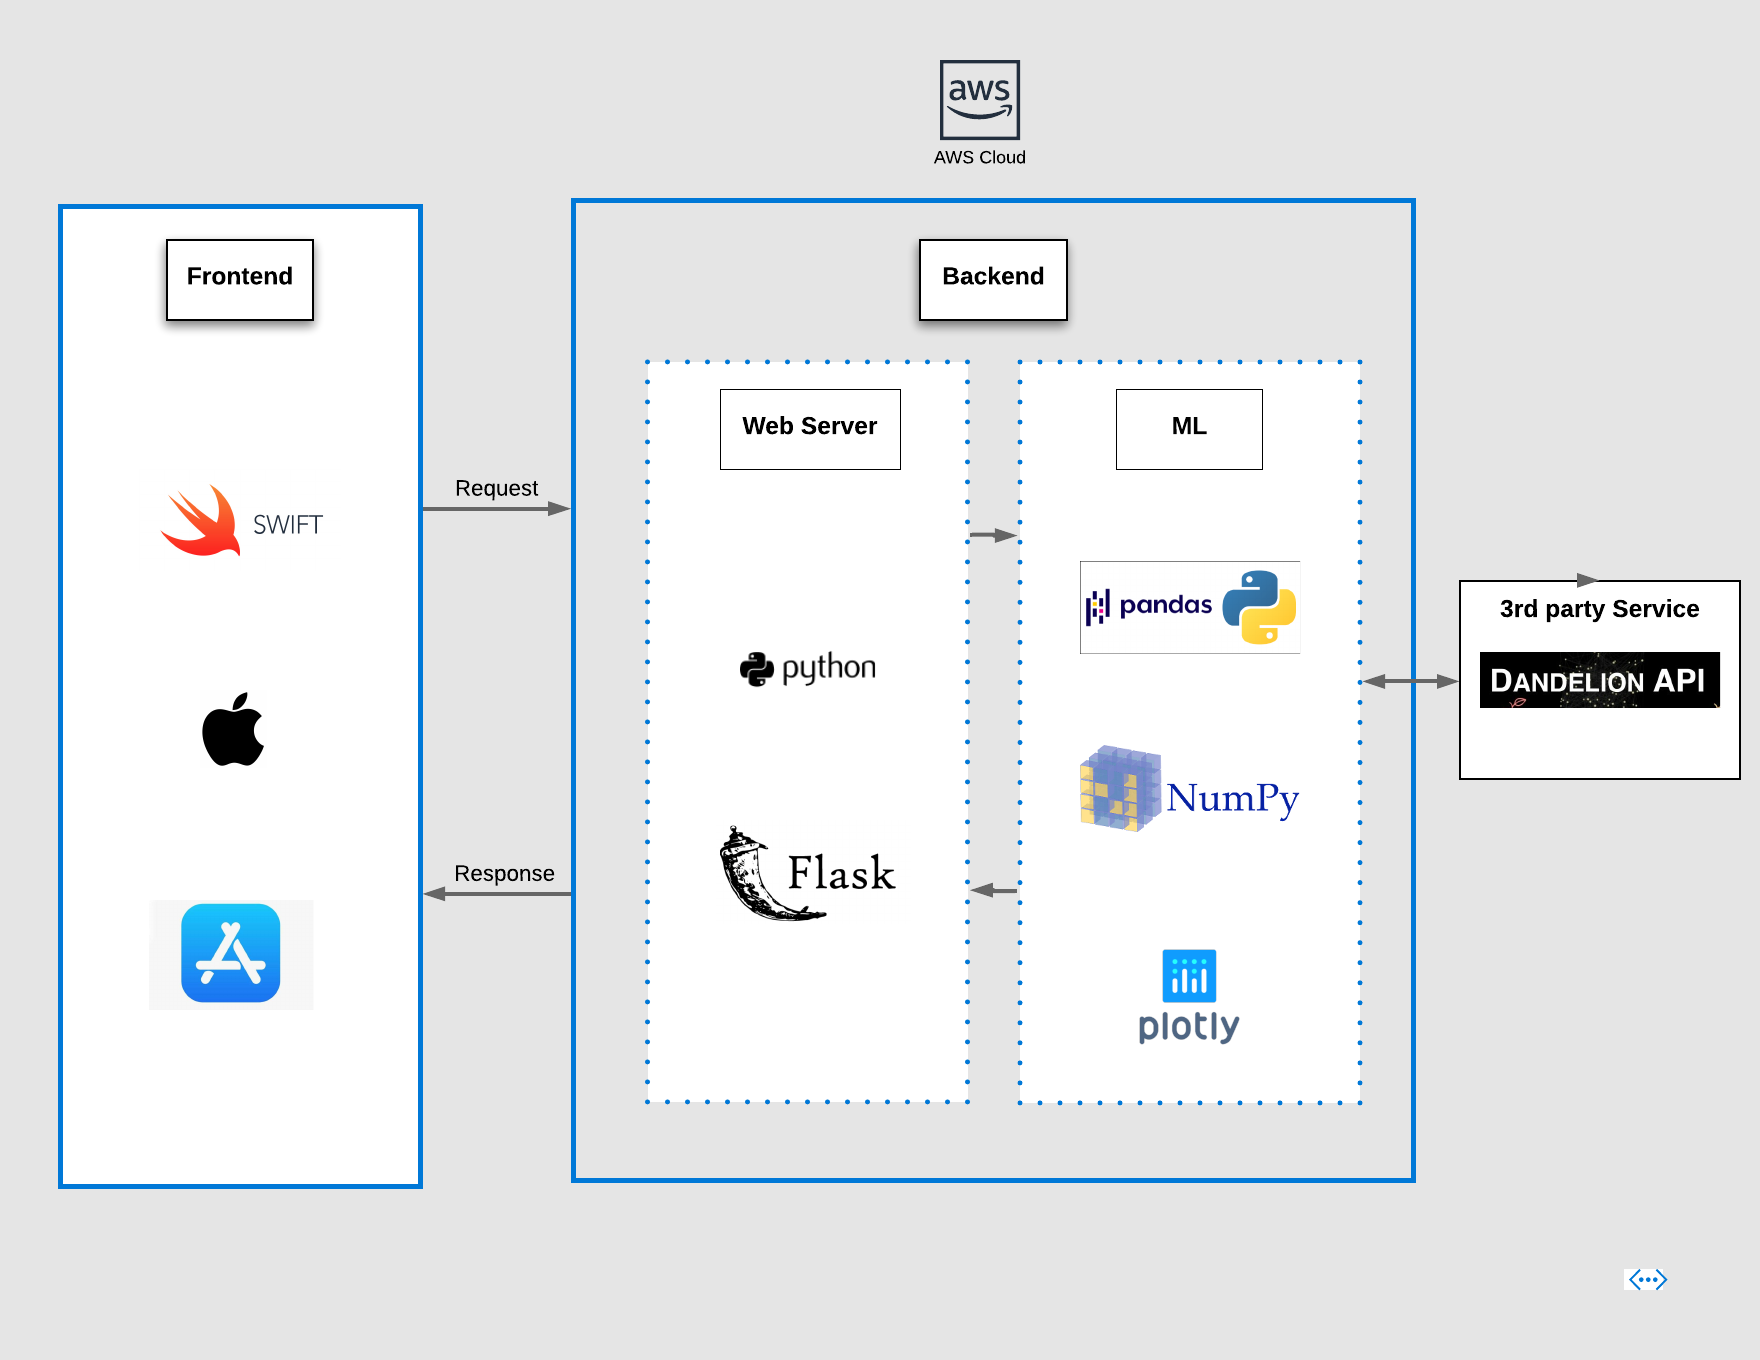 aws
AWS Cloud
Frontend
Backend
Web Server
ML
Request
SWIFT
pandas
3rd party Service
python
DANDELION API
NumPy
Response
Flask
plotly